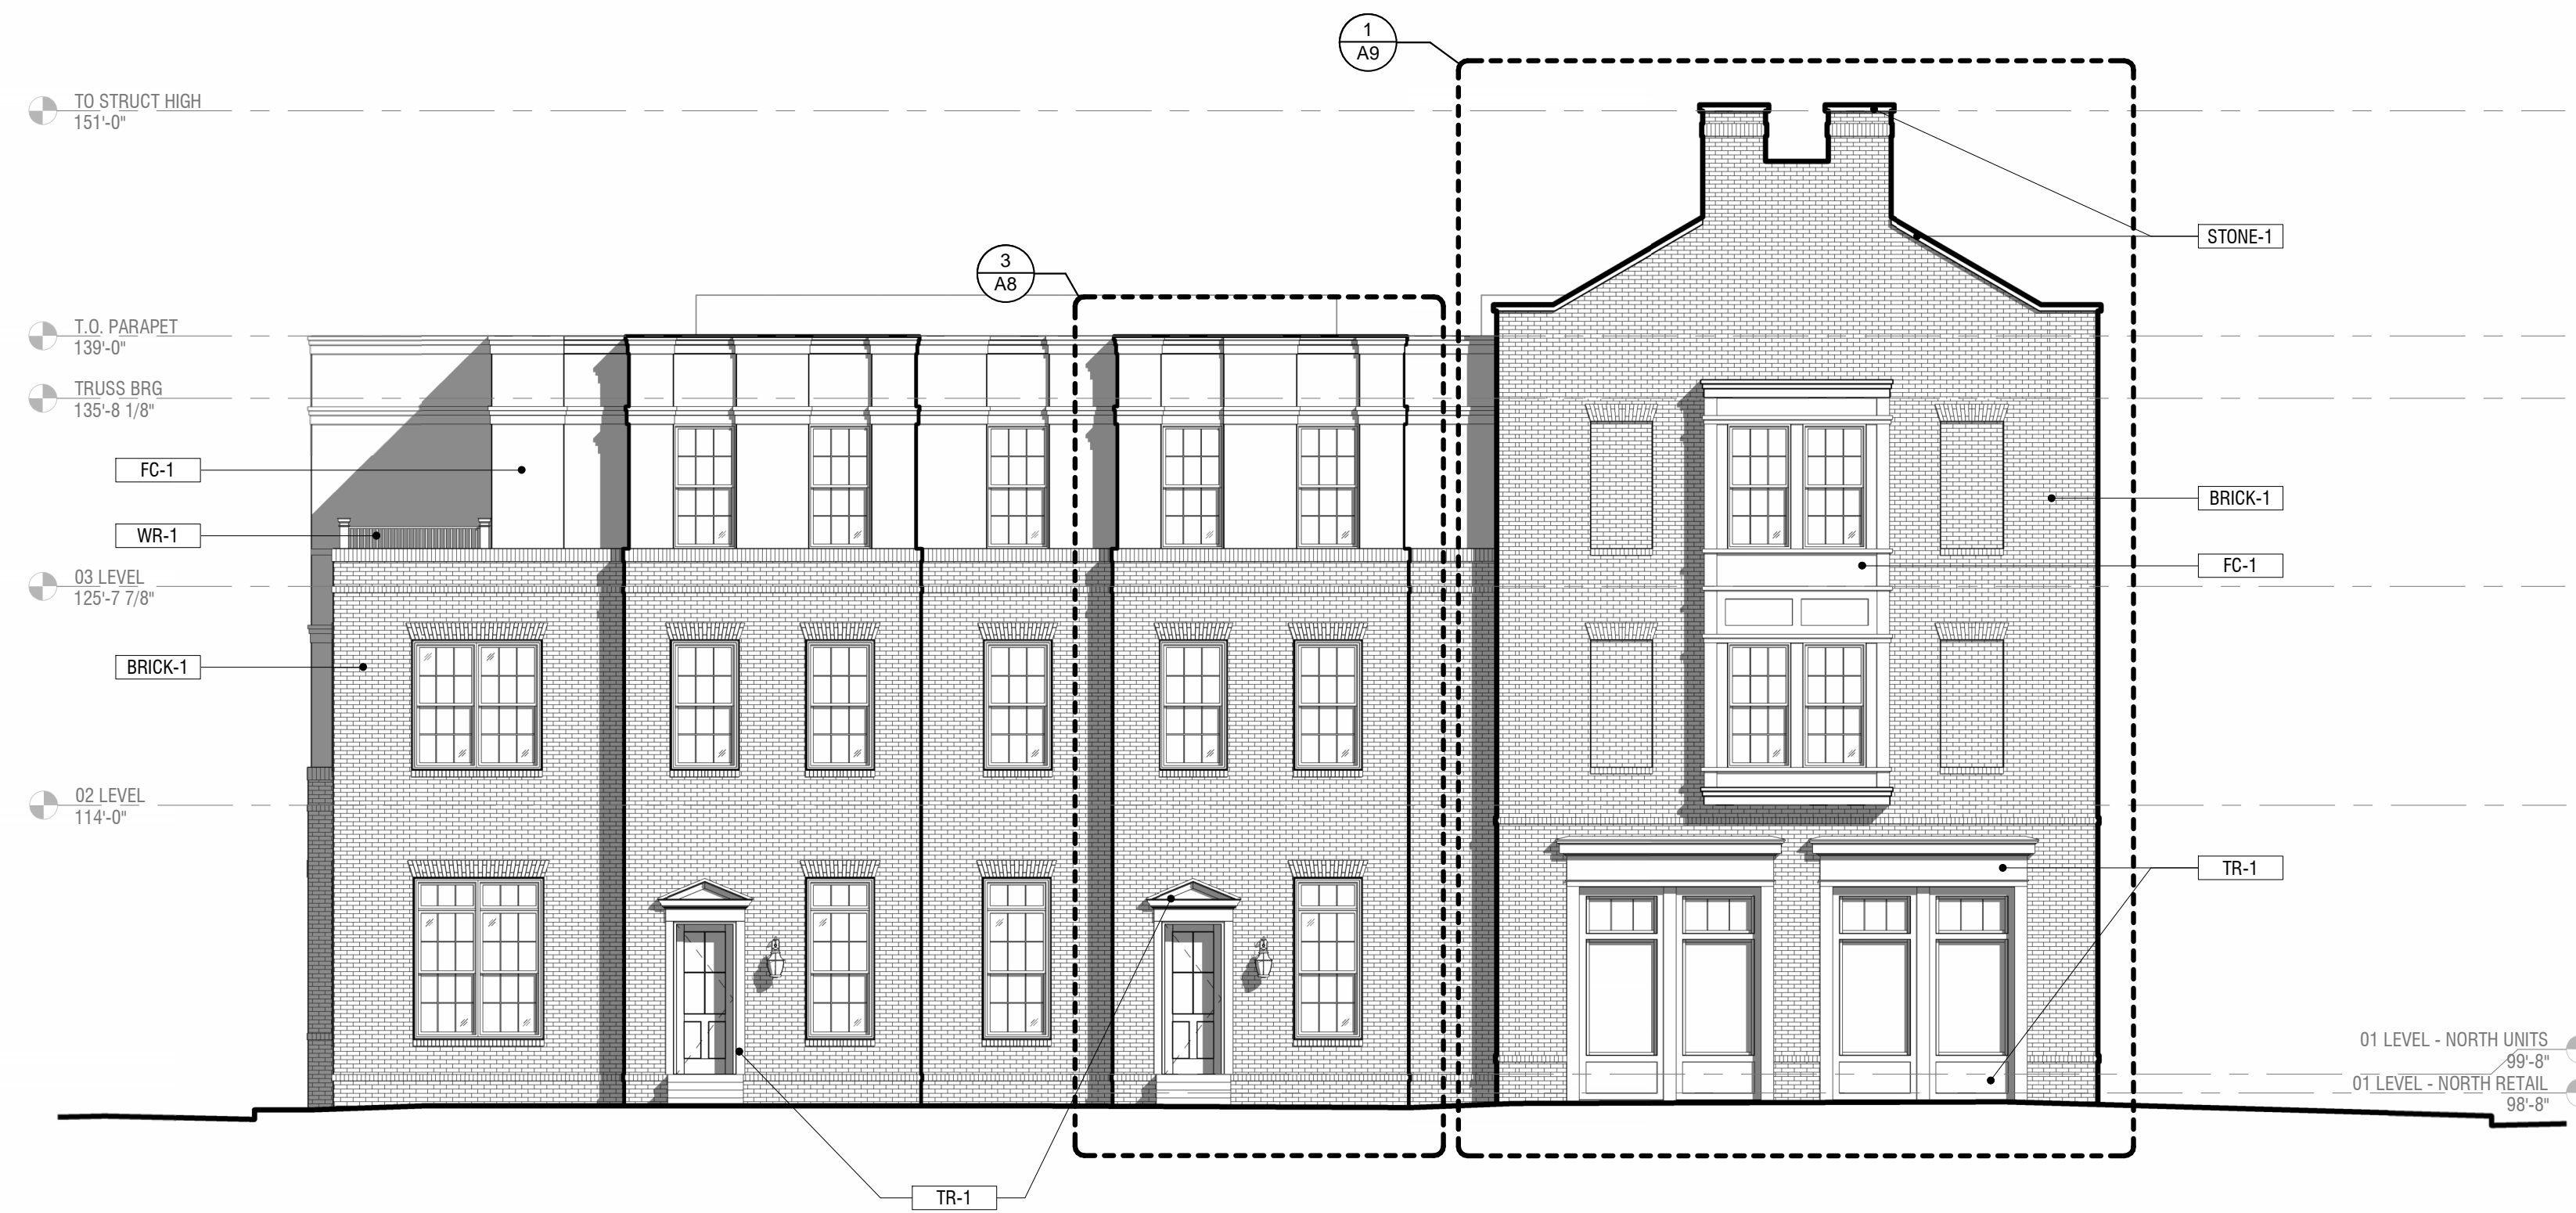 1
A9
TO STRUCT HIGH
151'-0"
STONE-1
3
A8
T.O. PARAPET
139'-0"
TRUSS BRG
135'-8 1/8"
FC-1
BRICK-1
WR-1
FC-1
03 LEVEL
125'-7 7/8"
BRICK-1
02 LEVEL
114'-0"
TR-1
01 LEVEL - NORTH UNITS
99'-8"
01 LEVEL - NORTH RETAIL
98'-8"
TR-1